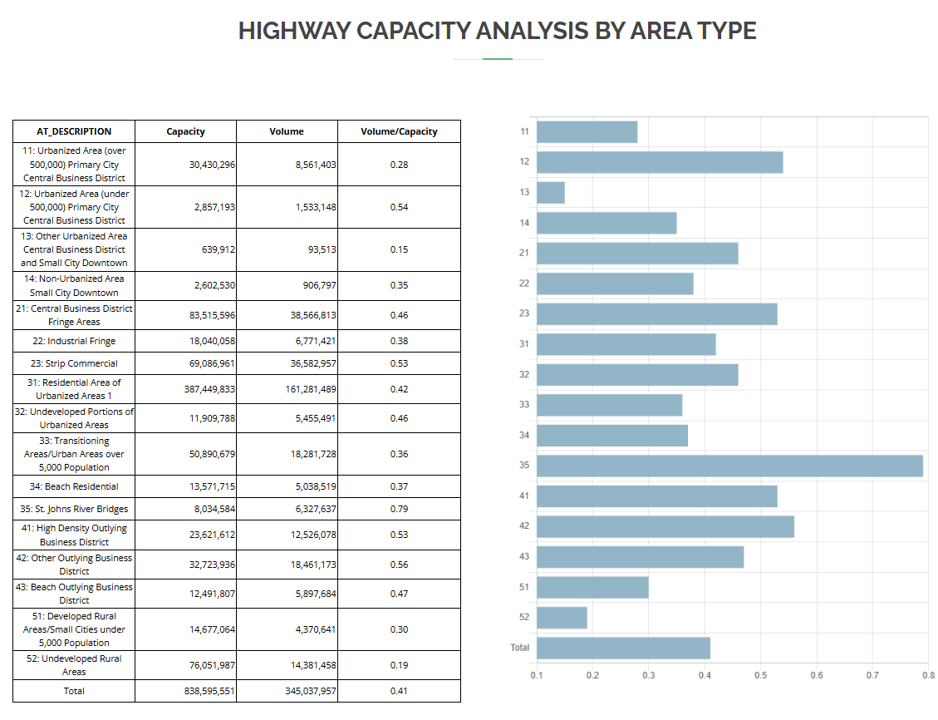 HIGHWAY CAPACITY ANALYSIS BY AREA TYPE
AT_DESCRIPTION Capacity Volume Volume/Capacity
11: Urbanized Area (over
500,000) Primary City
Central Business District
30,430,296 8,561,403 0.28
12: Urbanized Area (under
500,000) Primary City
Central Business District
2,857,193 1,533,148 0.54
13: Other Urbanized Area
Central Business District
and Small City Downtown
639,912 93,513 0.15
14: Non-Urbanized Area
Small City Downtown
2,602,530 906,797 0.35
21: Central Business District
Fringe Areas
83,515,596 38,566,813 0.46
22: Industrial Fringe 18,040,058 6,771,421 0.38
23: Strip Commercial 69,086,961 36,582,957 0.53
31: Residential Area of
Urbanized Areas 1
387,449,833 161,281,489 0.42
32: Undeveloped Portions of
Urbanized Areas
11,909,788 5,455,491 0.46
33: Transitioning
Areas/Urban Areas over
5,000 Population
50,890,679 18,281,728 0.36
34: Beach Residential 13,571,715 5,038,519 0.37
35: St. Johns River Bridges 8,034,584 6,327,637 0.79
41: High Density Outlying
Business District
23,621,612 12,526,078 0.53
42: Other Outlying Business
District
32,723,936 18,461,173 0.56
43: Beach Outlying Business
District
12,491,807 5,897,684 0.47
51: Developed Rural
Areas/Small Cities under
5,000 Population
14,677,064 4,370,641 0.30
52: Undeveloped Rural
Areas
76,051,987 14,381,458 0.19
Total 838,595,551 345,037,957 0.41
11
12
13
14
21
22
23
31
32
33
34
35
41
42
43
51
52
Total
0.1 0.2 0.3 0.4 0.5 0.6 0.7 0.8